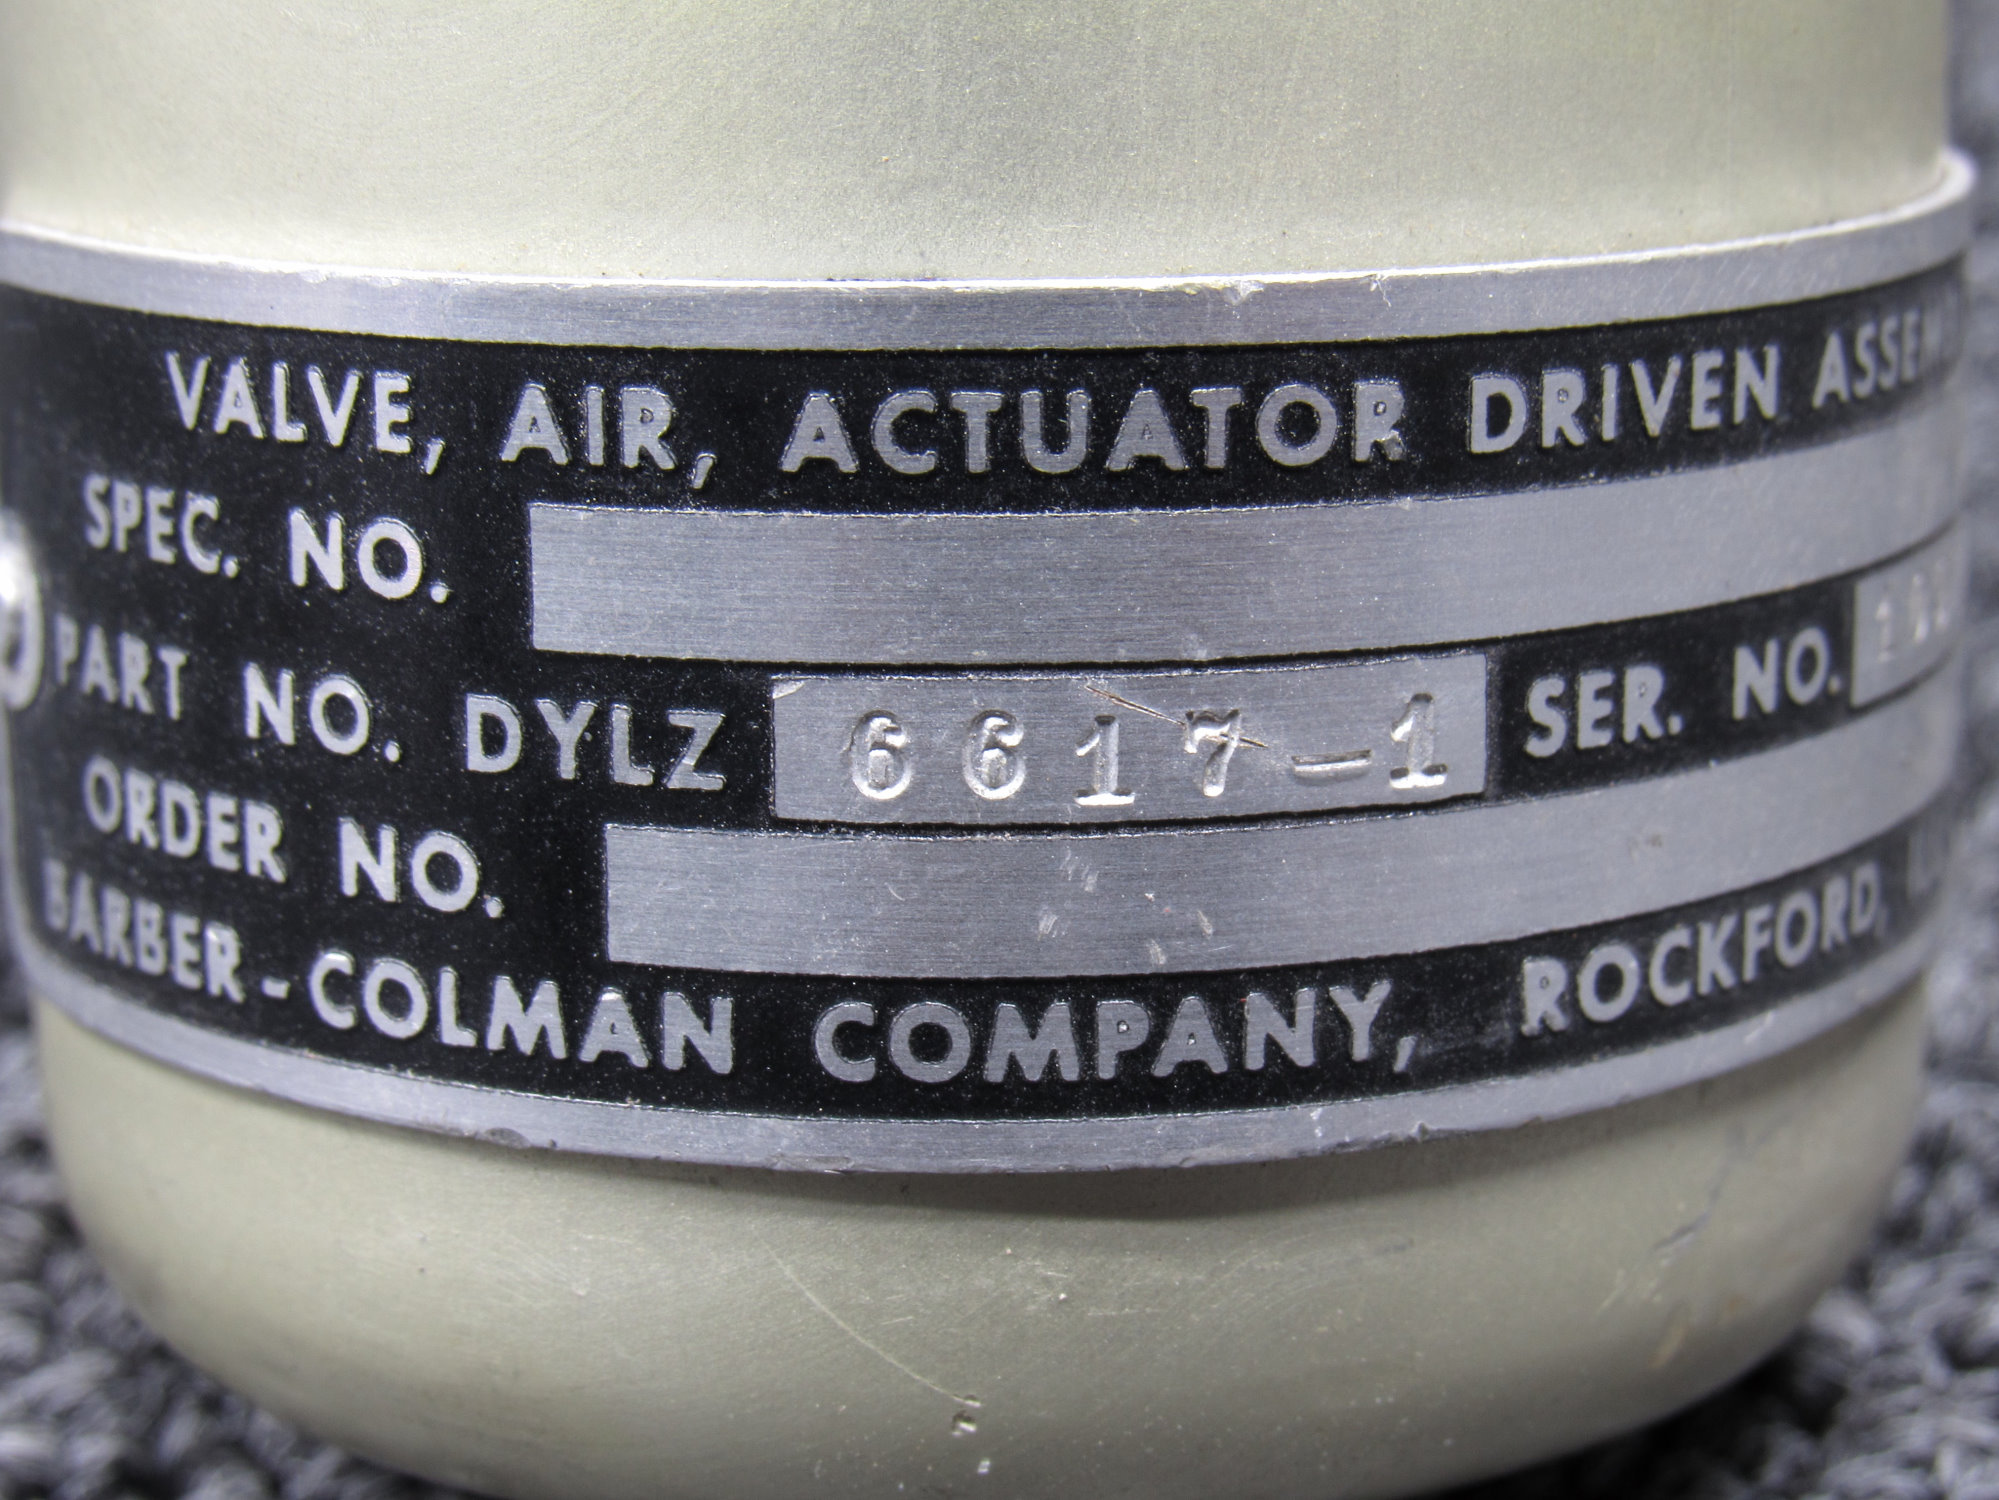 VALVE, AIR, ACTUATOR DRIVEN
SPEC. NO.
PART NO. DYLZ 6617-1 SER. NO.
ORDER NO.
BARBER-COLMAN COMPANY, ROCKFORD,